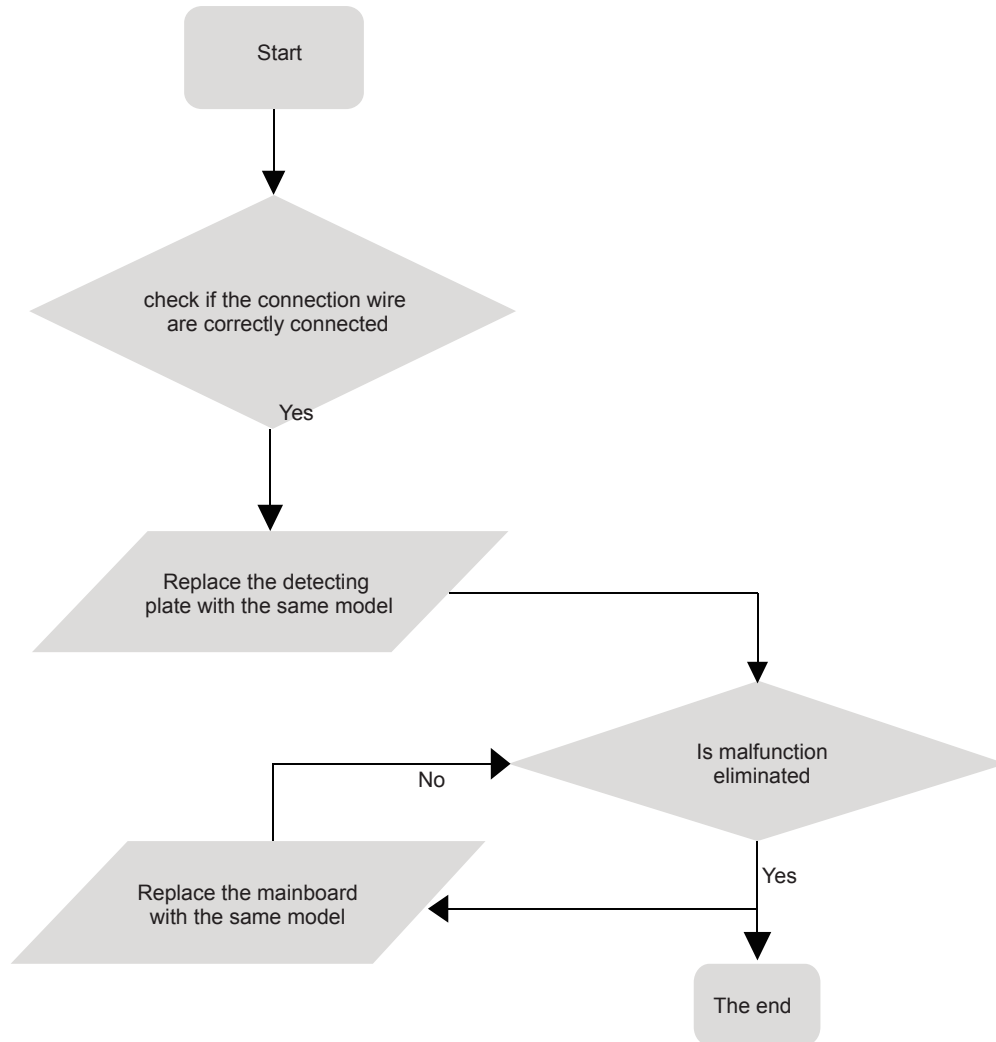 Start
check if the connection wire
are correctly connected
Yes
Replace the detecting
plate with the same model
Is malfunction
eliminated
No
Yes
Replace the mainboard
with the same model
The end